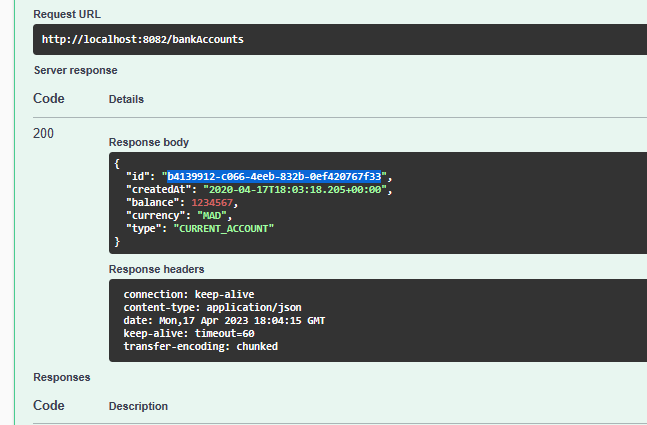 Request URL
http://localhost:8082/bankAccounts
Server response
Code Details
200
Response body
{
"id": "b4139912-c066-4eeb-832b-0ef420767f33",
"createdAt": "2020-04-17T18:03:18.205+00:00",
"balance": 1234567,
"currency": "MAD",
"type": "CURRENT_ACCOUNT"
}
Response headers
connection: keep-alive
content-type: application/json
date: Mon,17 Apr 2023 18:04:15 GMT
keep-alive: timeout=60
transfer-encoding: chunked
Responses
Code Description